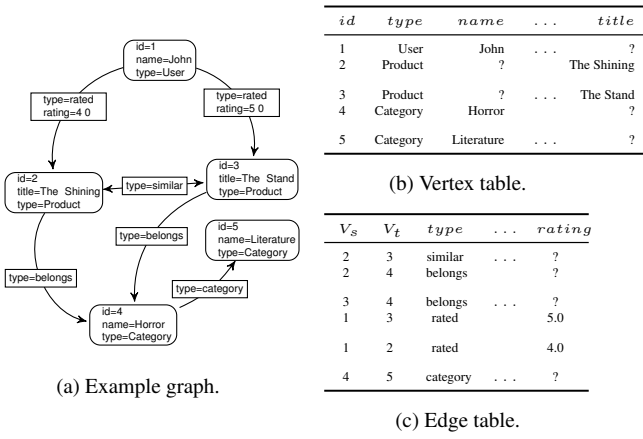 id=1
name=John
type=User
type=rated
rating=4 0
type=rated
rating=5 0
id=2
title=The Shining
type=Product
type=similar
id=3
title=The Stand
type=Product
type=belongs
type=belongs
id=5
name=Literature
type=Category
type=category
id=4
name=Horror
type=Category
(a) Example graph.
id type name . . . title
1 User John . . . ?
2 Product ? The Shining
3 Product ? . . . The Stand
4 Category Horror ?
5 Category Literature . . . ?
(b) Vertex table.
Vs Vt type . . . rating
2 3 similar . . . ?
2 4 belongs ?
3 4 belongs . . . ?
1 3 rated 5.0
1 2 rated 4.0
4 5 category . . . ?
(c) Edge table.